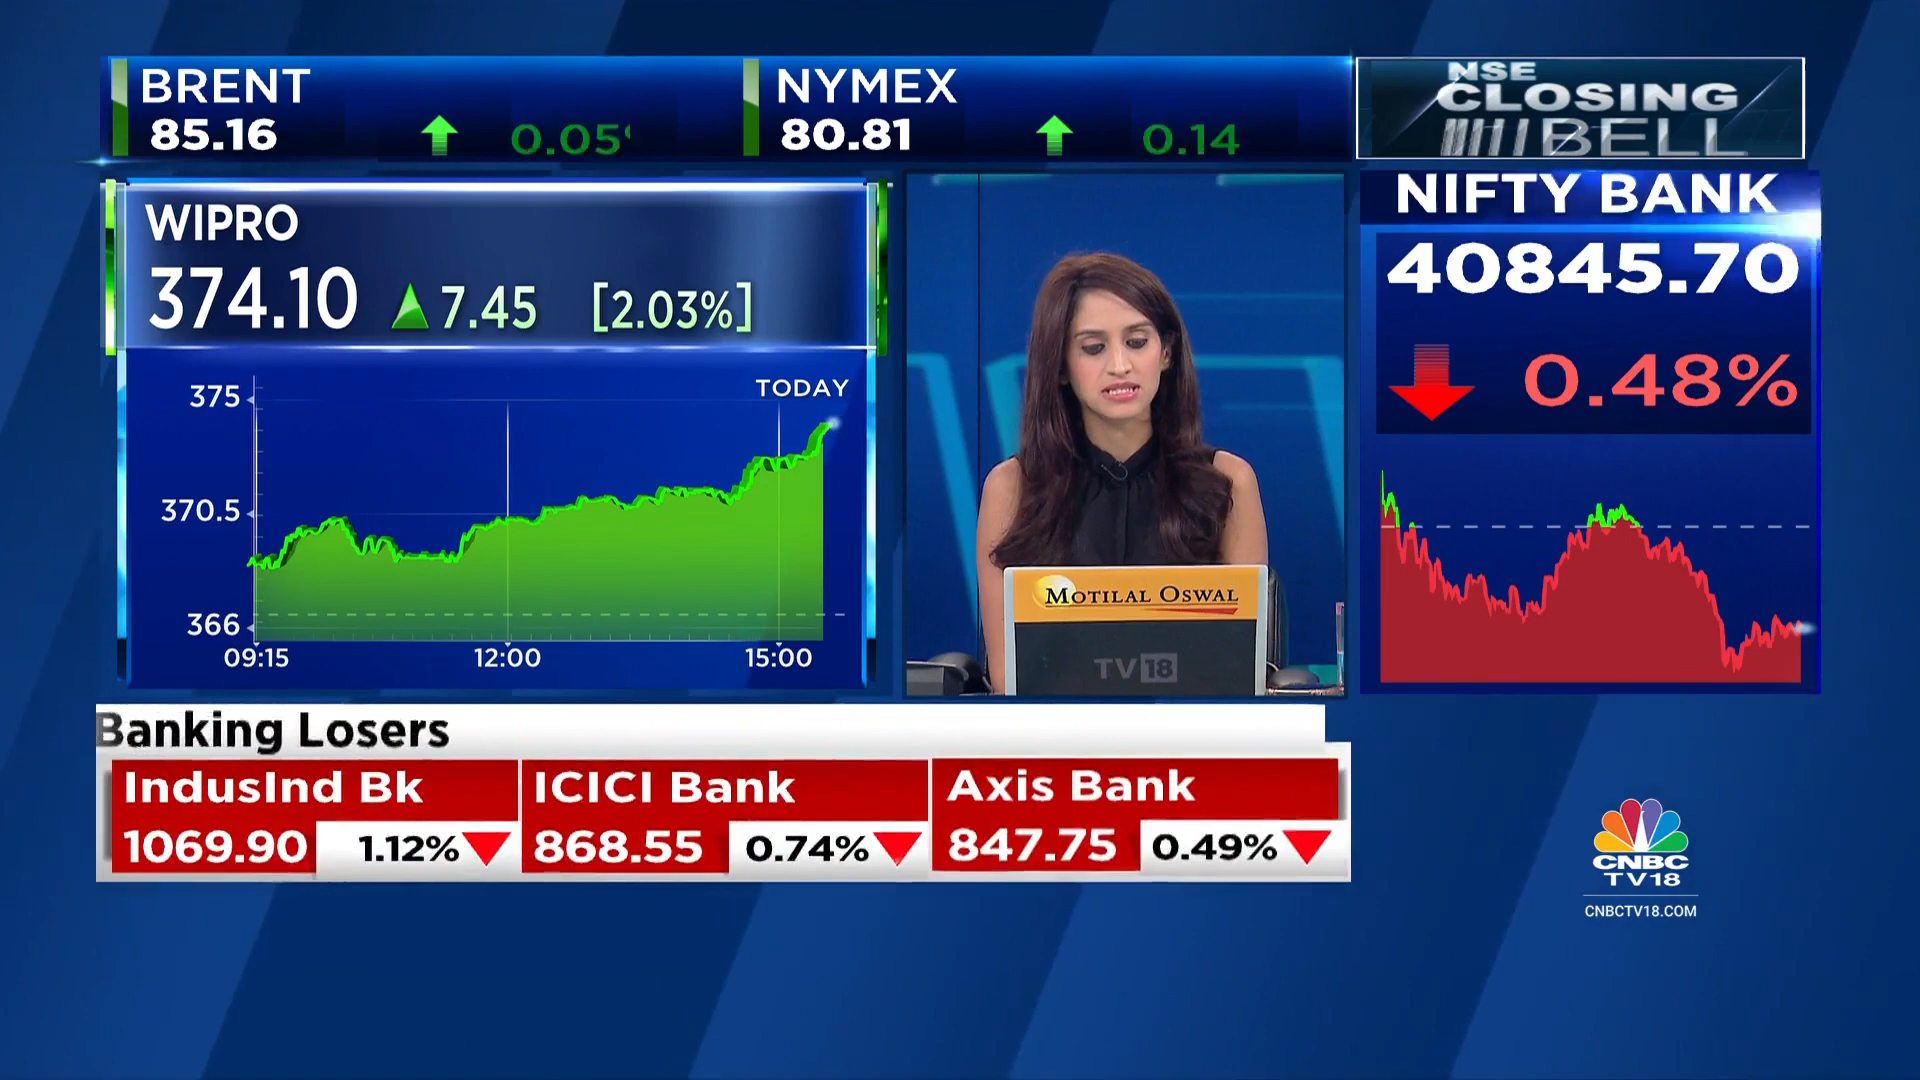 BRENT
85.16 0.05
NYMEX
80.81 0.14
NSE
CLOSING
BELL
WIPRO
374.10 7.45 [2.03%]
TODAY
375
370.5
366
09:15 12:00 15:00
MOTILAL OSWAL
TV18
NIFTY BANK
40845.70
0.48%
Banking Losers
IndusInd Bk
1069.90 1.12%
ICICI Bank
868.55 0.74%
Axis Bank
847.75 0.49%
CNBC
TV18
CNBCTV18.COM